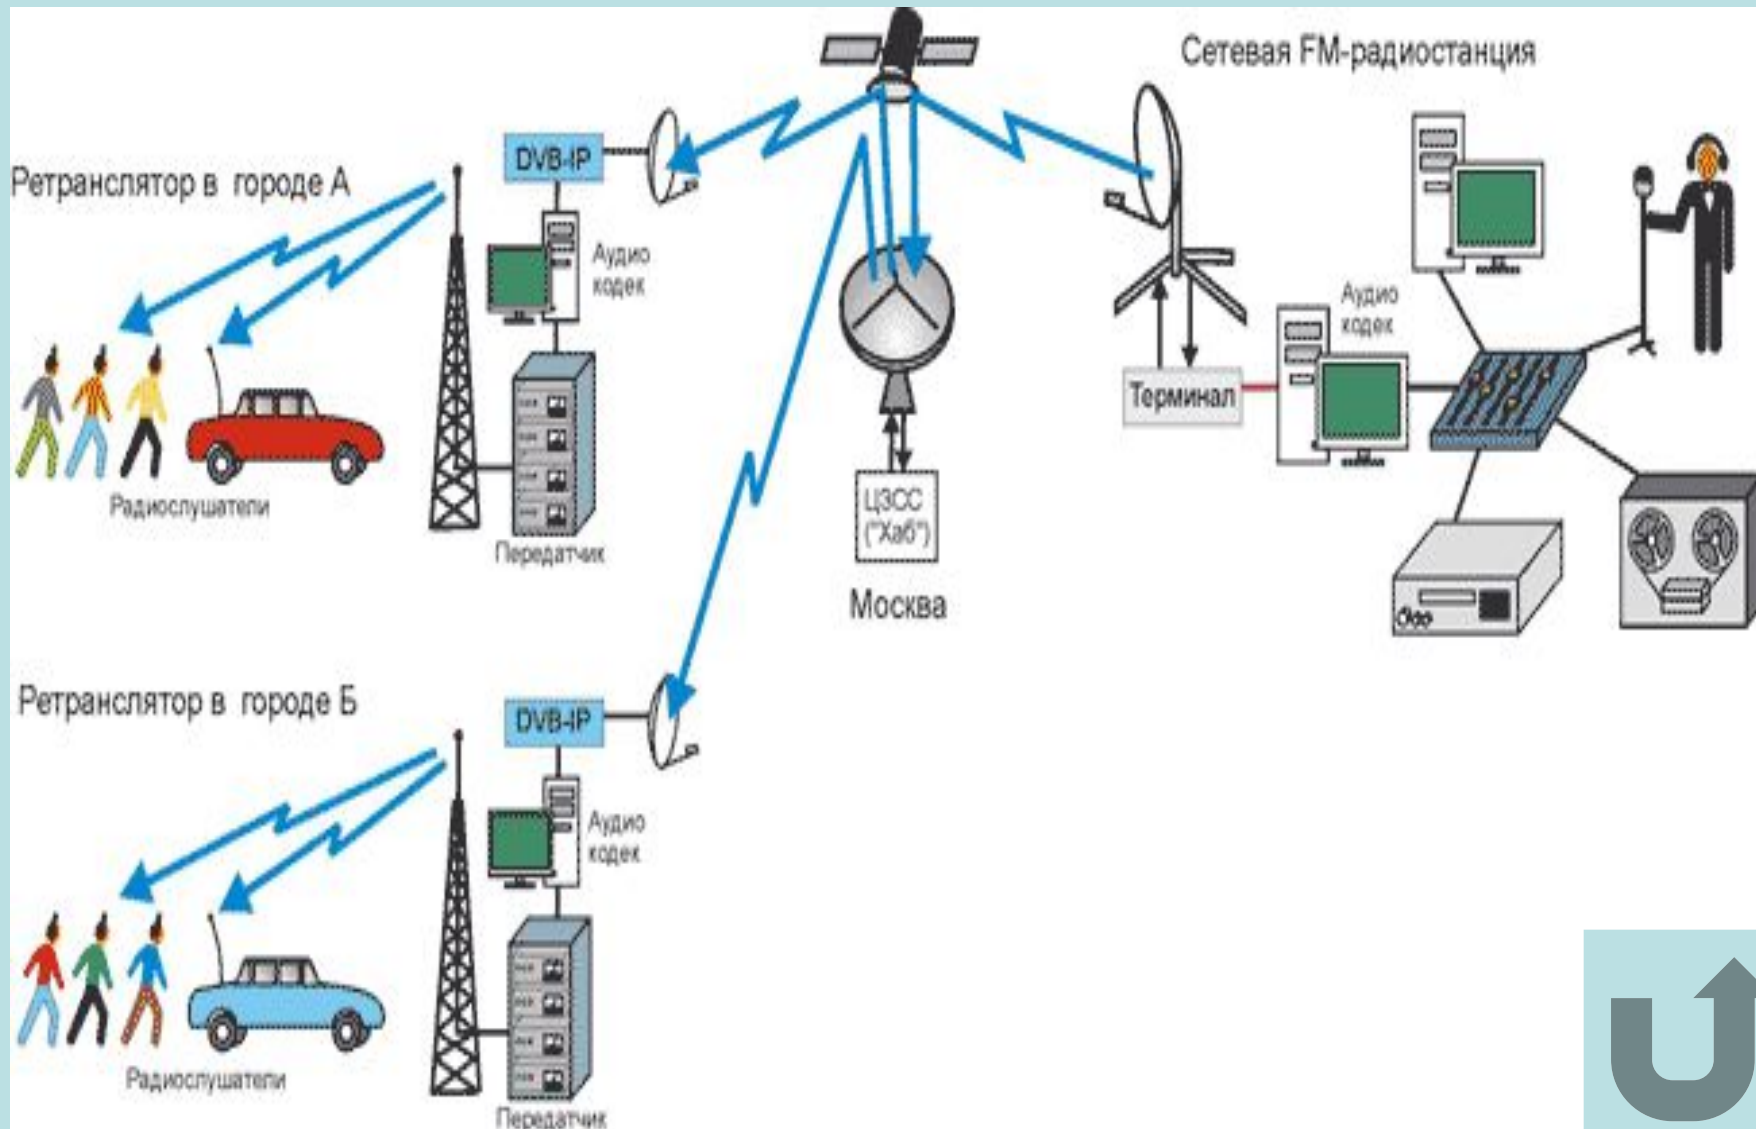 Сетевая FM-радиостанция
Ретранслятор в городе А
DVB-IP
Аудио
кодек
Радиослушатели
Передатчик
ЦЗСС
("Хаб")
Москва
Терминал
Аудио
кодек
Ретранслятор в городе Б
DVB-IP
Аудио
кодек
Радиослушатели
Передатчик